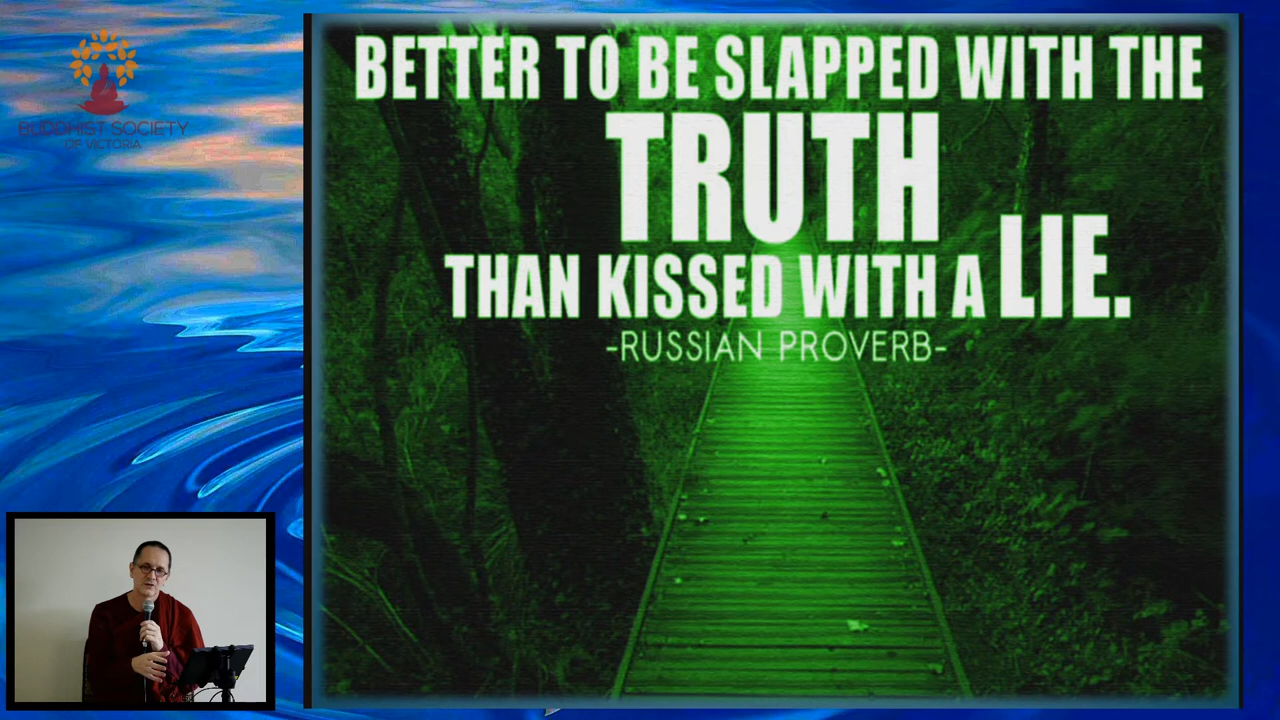 BUDDHIST SOCIETY
OF VICTORIA
BETTER TO BE SLAPPED WITH THE
TRUTH
THAN KISSED WITH A LIE.
-RUSSIAN PROVERB-